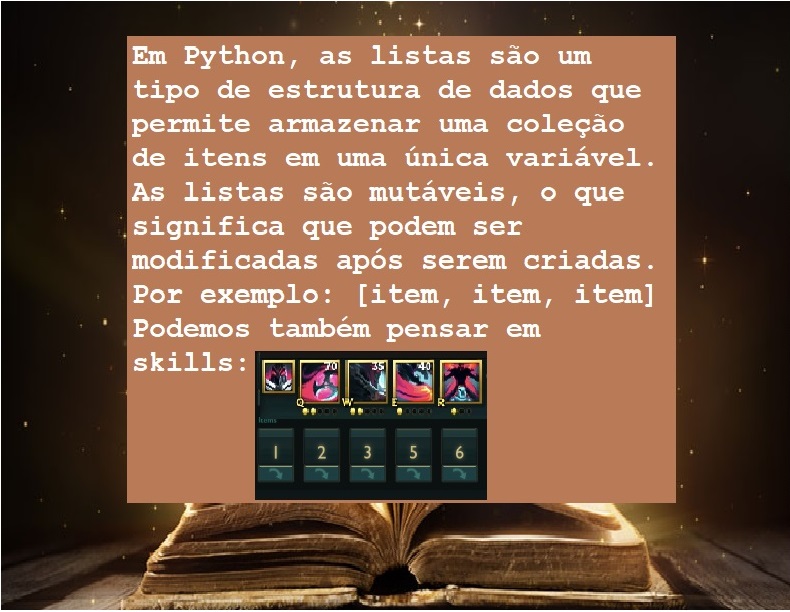 Em Python, as listas são um
tipo de estrutura de dados que
permite armazenar uma coleção
de itens em uma única variável.
As listas são mutáveis, o que
significa que podem ser
modificadas após serem criadas.
Por exemplo: [item, item, item]
Podemos também pensar em
skills:
70 35 40
Q W E R
Items
1 2 3 5 6